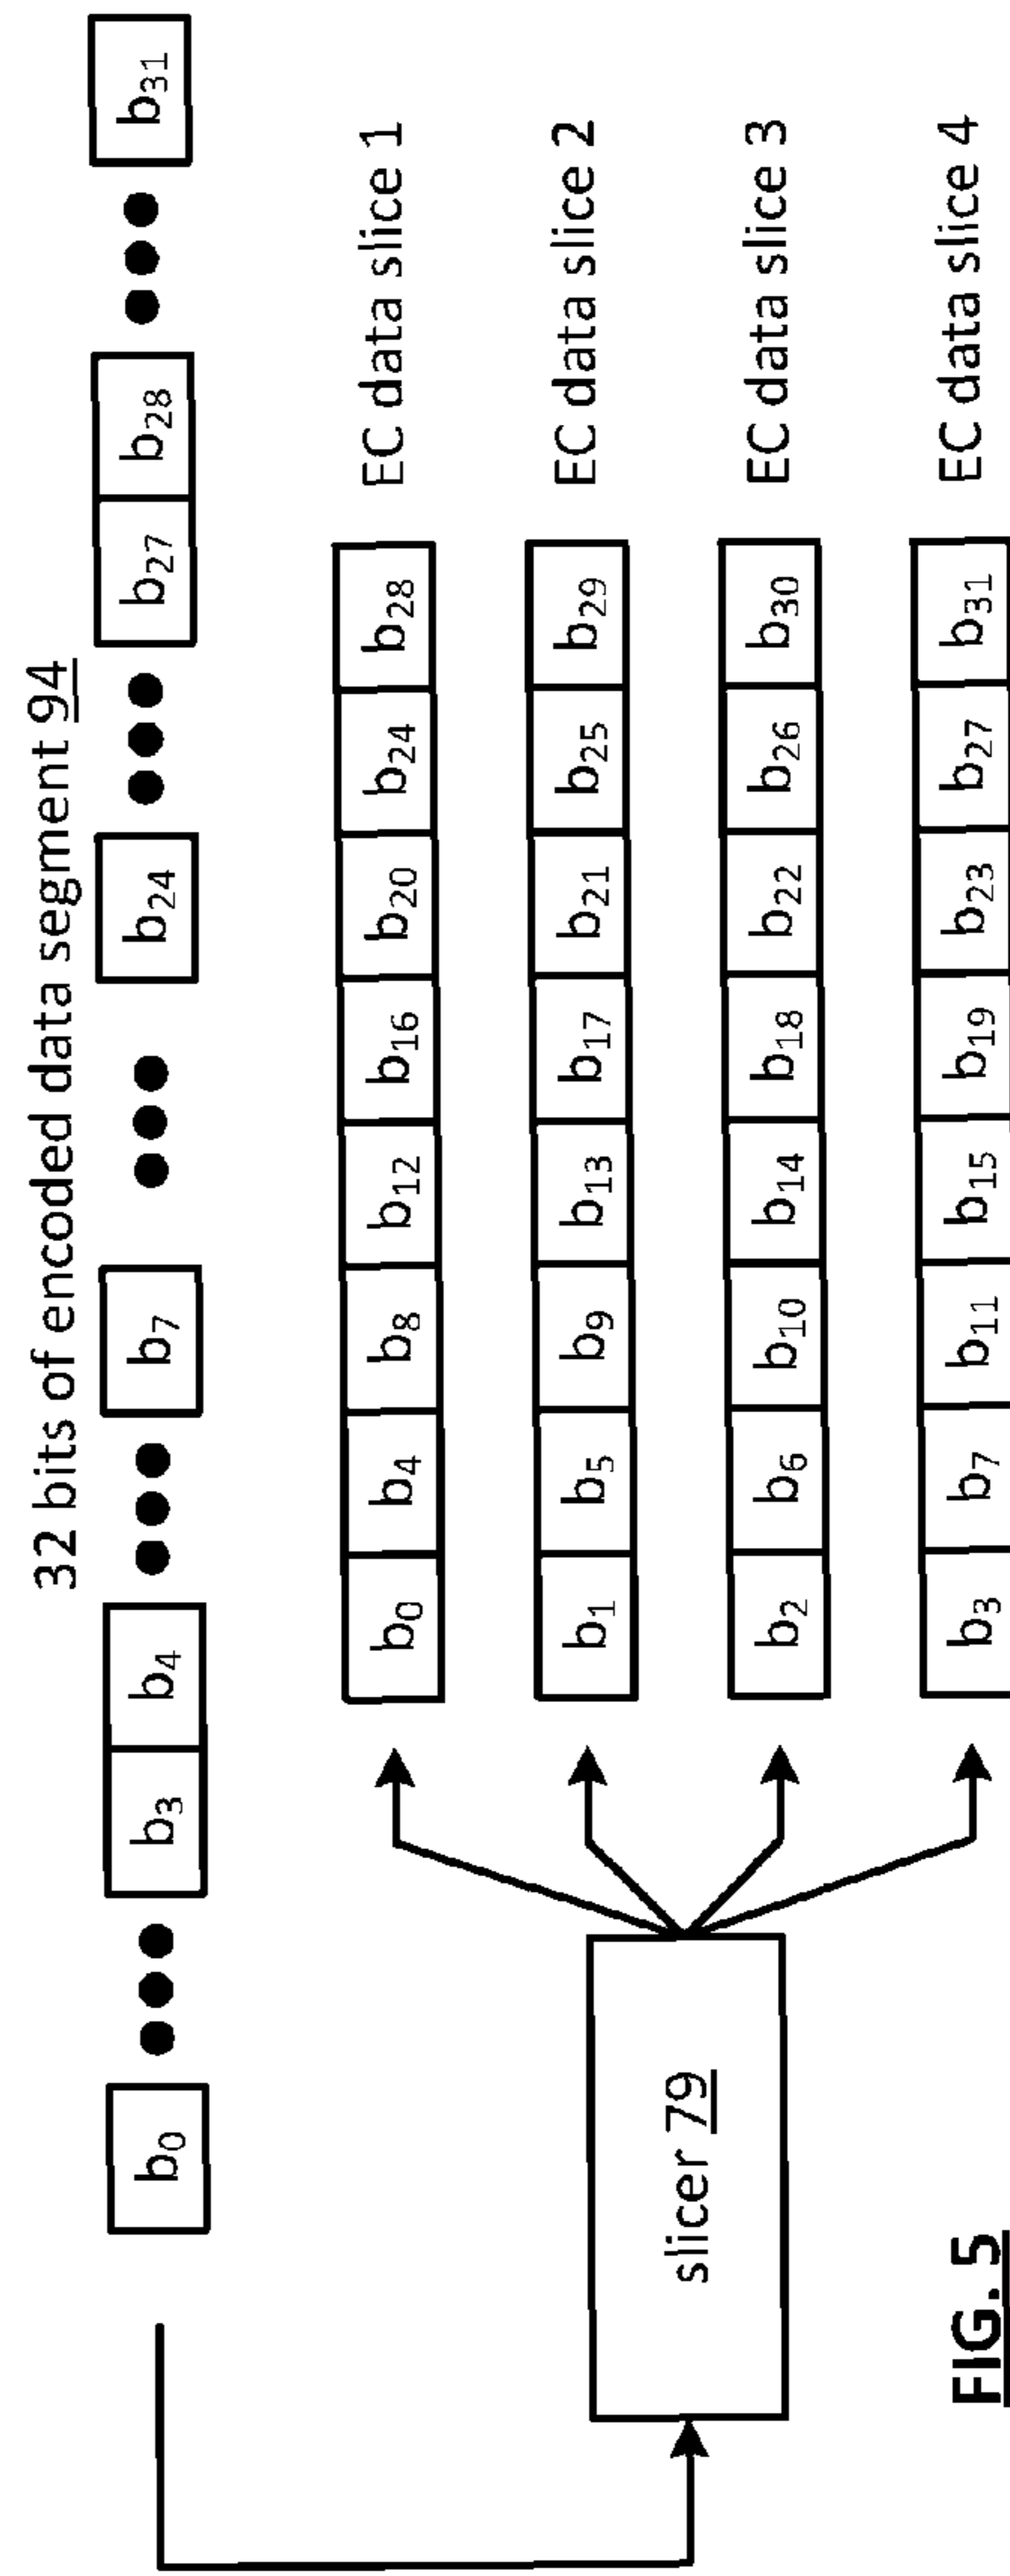 32 bits of encoded data segment 94
b0 b3 b4 b7 b24 b27 b28 b31
b0 b4 b8 b12 b16 b20 b24 b28 EC data slice 1
b1 b5 b9 b13 b17 b21 b25 b29 EC data slice 2
slicer 79
b2 b6 b10 b14 b18 b22 b26 b30 EC data slice 3
b3 b7 b11 b15 b19 b23 b27 b31 EC data slice 4
FIG. 5